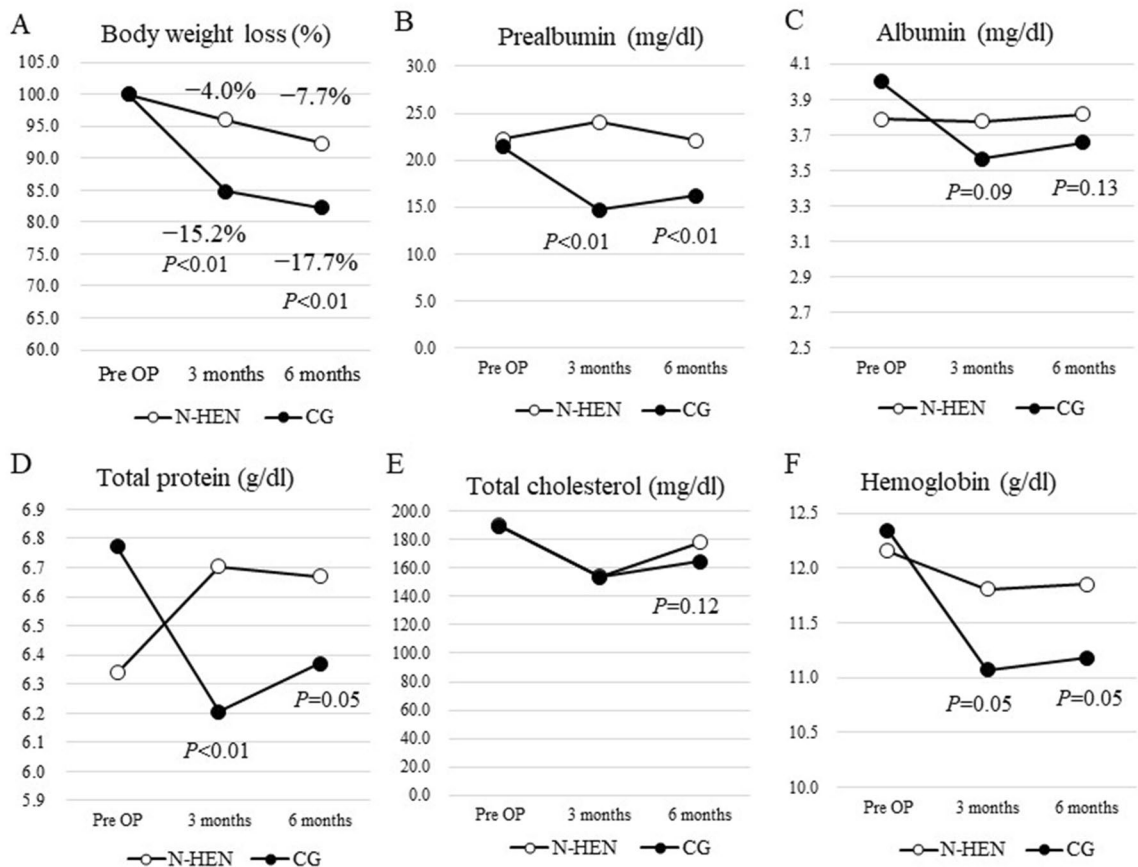 A
Body weight loss (%)
105.0
100.0
95.0
90.0
85.0
80.0
75.0
70.0
65.0
60.0
−4.0%
−7.7%
−15.2%
P<0.01
−17.7%
P<0.01
Pre OP 3 months 6 months
N-HEN CG
B
Prealbumin (mg/dl)
30.0
25.0
20.0
15.0
10.0
5.0
0.0
P<0.01 P<0.01
Pre OP 3 months 6 months
N-HEN CG
C
Albumin (mg/dl)
4.1
3.9
3.7
3.5
3.3
3.1
2.9
2.7
2.5
P=0.09 P=0.13
Pre OP 3 months 6 months
N-HEN CG
D
Total protein (g/dl)
6.9
6.8
6.7
6.6
6.5
6.4
6.3
6.2
6.1
6.0
5.9
P=0.05
P<0.01
Pre OP 3 months 6 months
N-HEN CG
E
Total cholesterol (mg/dl)
200.0
180.0
160.0
140.0
120.0
100.0
80.0
60.0
40.0
20.0
0.0
P=0.12
Pre OP 3 months 6 months
N-HEN CG
F
Hemoglobin (g/dl)
12.5
12.0
11.5
11.0
10.5
10.0
P=0.05 P=0.05
Pre OP 3 months 6 months
N-HEN CG